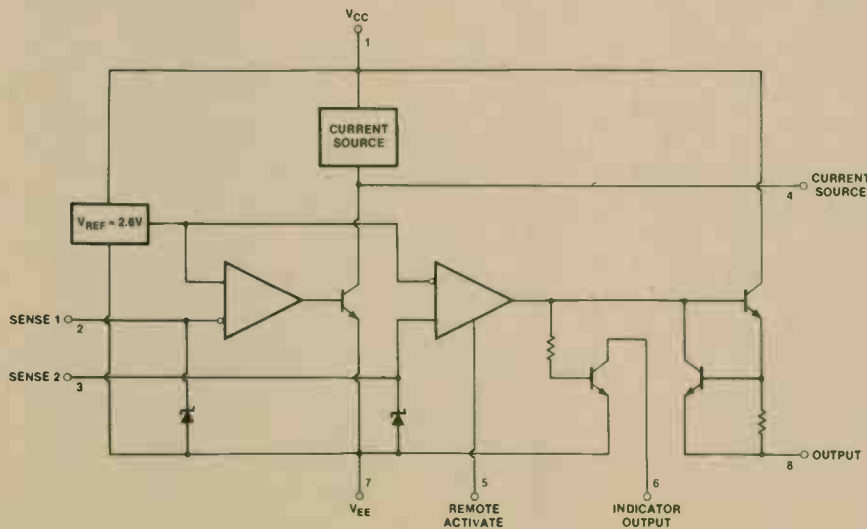 VCC
1
CURRENT
SOURCE
CURRENT
SOURCE
4
VREF = 2.6V
SENSE 1
2
SENSE 2
3
OUTPUT
8
7
5
6
VEE
REMOTE
ACTIVATE
INDICATOR
OUTPUT